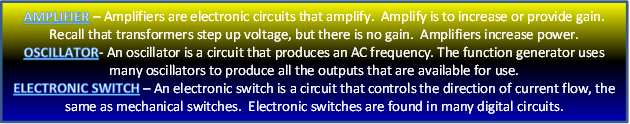 AMPLIFIER – Amplifiers are electronic circuits that amplify.  Amplify is to increase or provide gain.
Recall that transformers step up voltage, but there is no gain.  Amplifiers increase power.
OSCILLATOR- An oscillator is a circuit that produces an AC frequency. The function generator uses
many oscillators to produce all the outputs that are available for use.
ELECTRONIC SWITCH – An electronic switch is a circuit that controls the direction of current flow, the
same as mechanical switches.  Electronic switches are found in many digital circuits.